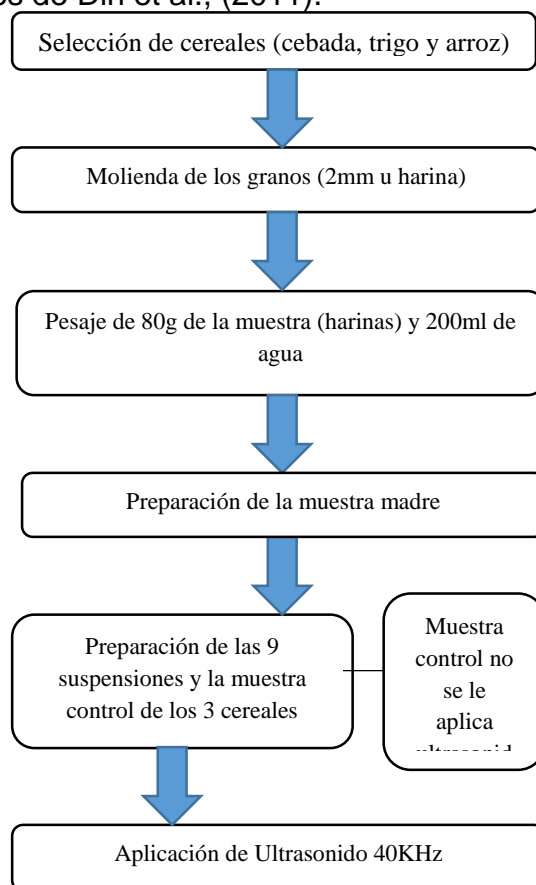 Selección de cereales (cebada, trigo y arroz)
Molienda de los granos (2mm u harina)
Pesaje de 80g de la muestra (harinas) y 200ml de
agua
Preparación de la muestra madre
Preparación de las 9
suspensiones y la muestra
control de los 3 cereales
Muestra
control no
se le
aplica
Aplicación de Ultrasonido 40KHz